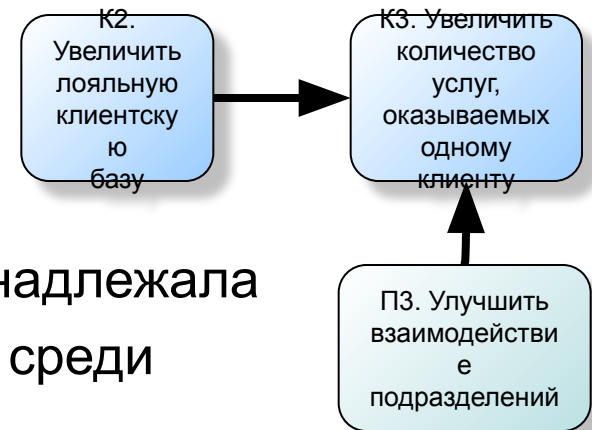 К2.
Увеличить
лояльную
клиентску
ю
базу
К3. Увеличить
количество
услуг,
оказываемых
одному
клиенту
надлежала
среди
П3. Улучшить
взаимодействи
е
подразделений